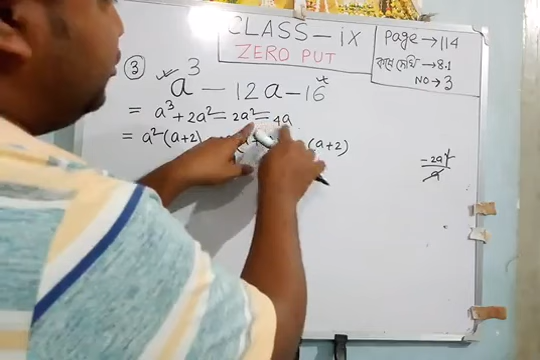 CLASS - ix
ZERO PUT
page → 114
কষে দেখি → 8.1
NO → 3
③ a³ - 12a - 16
= a³ + 2a² - 2a² - 4a
= a² (a+2) (a+2)
-2a²
a